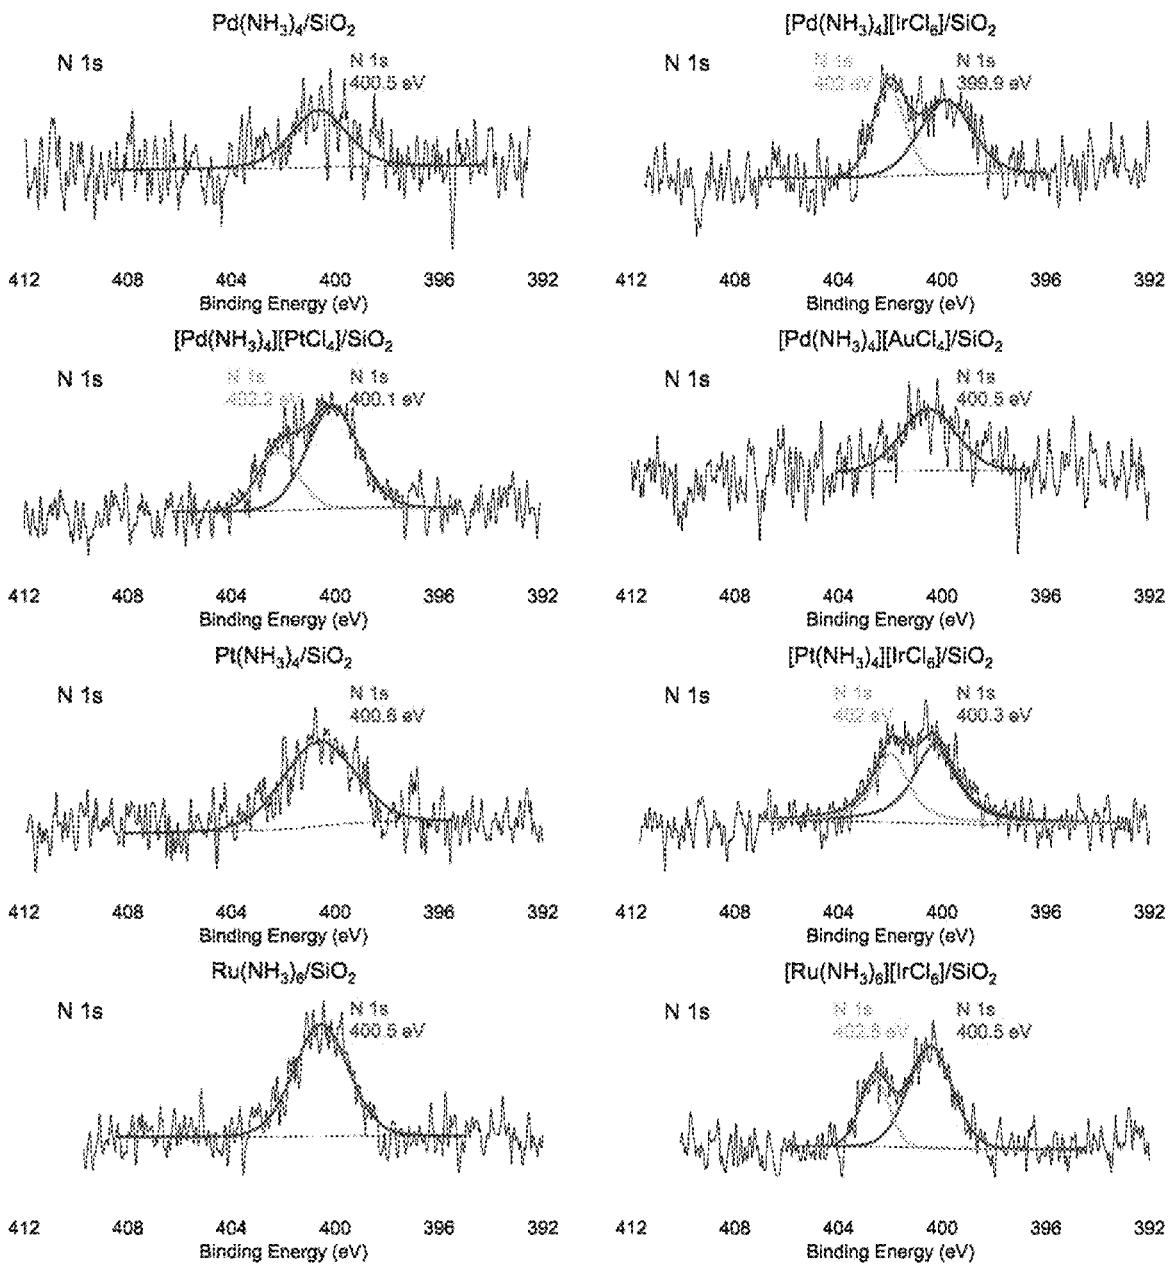 Pd(NH₃)₄/SiO₂
N 1s
N 1s
400.5 eV
412 408 404 400 396 392
Binding Energy (eV)
[Pd(NH₃)₄][IrCl₆]/SiO₂
N 1s
N 1s
402 eV
N 1s
399.9 eV
412 408 404 400 396 392
Binding Energy (eV)
[Pd(NH₃)₄][PtCl₄]/SiO₂
N 1s
N 1s
402.2 eV
N 1s
400.1 eV
412 408 404 400 396 392
Binding Energy (eV)
[Pd(NH₃)₄][AuCl₄]/SiO₂
N 1s
N 1s
400.5 eV
412 408 404 400 396 392
Binding Energy (eV)
Pt(NH₃)₄/SiO₂
N 1s
N 1s
eV
412 408 404 400 396 392
Binding Energy (eV)
[Pt(NH₃)₄][IrCl₆]/SiO₂
N 1s
N 1s
402 eV
N 1s
400.3 eV
412 408 404 400 396 392
Binding Energy (eV)
Ru(NH₃)₆/SiO₂
N 1s
N 1s
400.5 eV
412 408 404 400 396 392
Binding Energy (eV)
[Ru(NH₃)₆][IrCl₆]/SiO₂
N 1s
N 1s
eV
N 1s
400.5 eV
412 408 404 400 396 392
Binding Energy (eV)